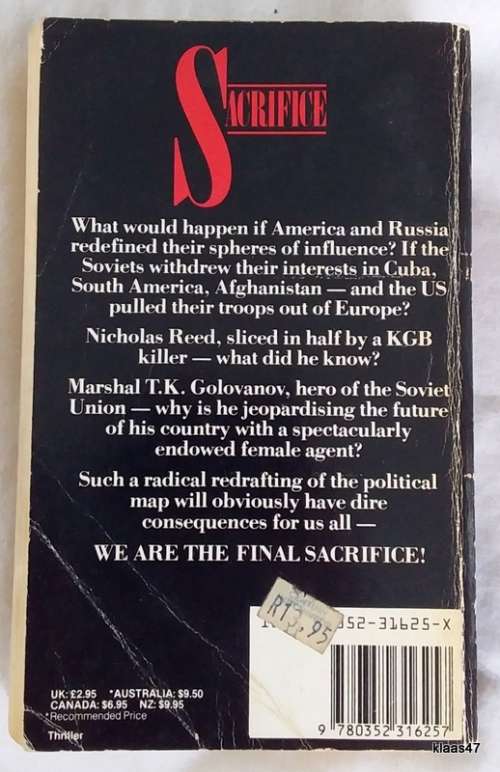 SACRIFICE
What would happen if America and Russia
redefined their spheres of influence? If the
Soviets withdrew their interests in Cuba,
South America, Afghanistan — and the US
pulled their troops out of Europe?
Nicholas Reed, sliced in half by a KGB
killer — what did he know?
Marshal T.K. Golovanov, hero of the Soviet
Union — why is he jeopardising the future
of his country with a spectacularly
endowed female agent?
Such a radical redrafting of the political
map will obviously have dire
consequences for us all —
WE ARE THE FINAL SACRIFICE!
R13,95
352-31625-X
UK: £2.95 *AUSTRALIA: $9.50
CANADA: $6.95 NZ: $9.95
*Recommended Price
Thriller
9 780352 316257
klaas47